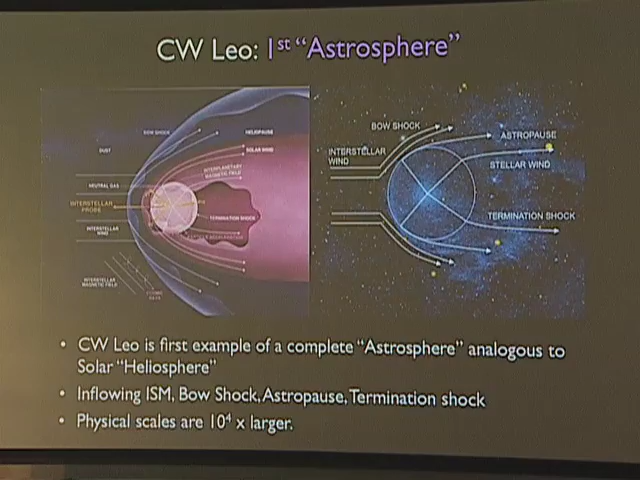 CW Leo: 1st “Astrosphere”
BOW SHOCK
HELIOPAUSE
DUST
SOLAR WIND
INTERPLANETARY
MAGNETIC FIELD
NEUTRAL GAS
INTERSTELLAR
PROBE
TERMINATION SHOCK
INTERSTELLAR
WIND
INTERSTELLAR
MAGNETIC FIELD
COSMIC
RAYS
BOW SHOCK
ASTROPAUSE
INTERSTELLAR
WIND
STELLAR WIND
TERMINATION SHOCK
• CW Leo is first example of a complete “Astrosphere” analogous to
Solar “Heliosphere”
• Inflowing ISM, Bow Shock, Astropause, Termination shock
• Physical scales are 10⁴ x larger.